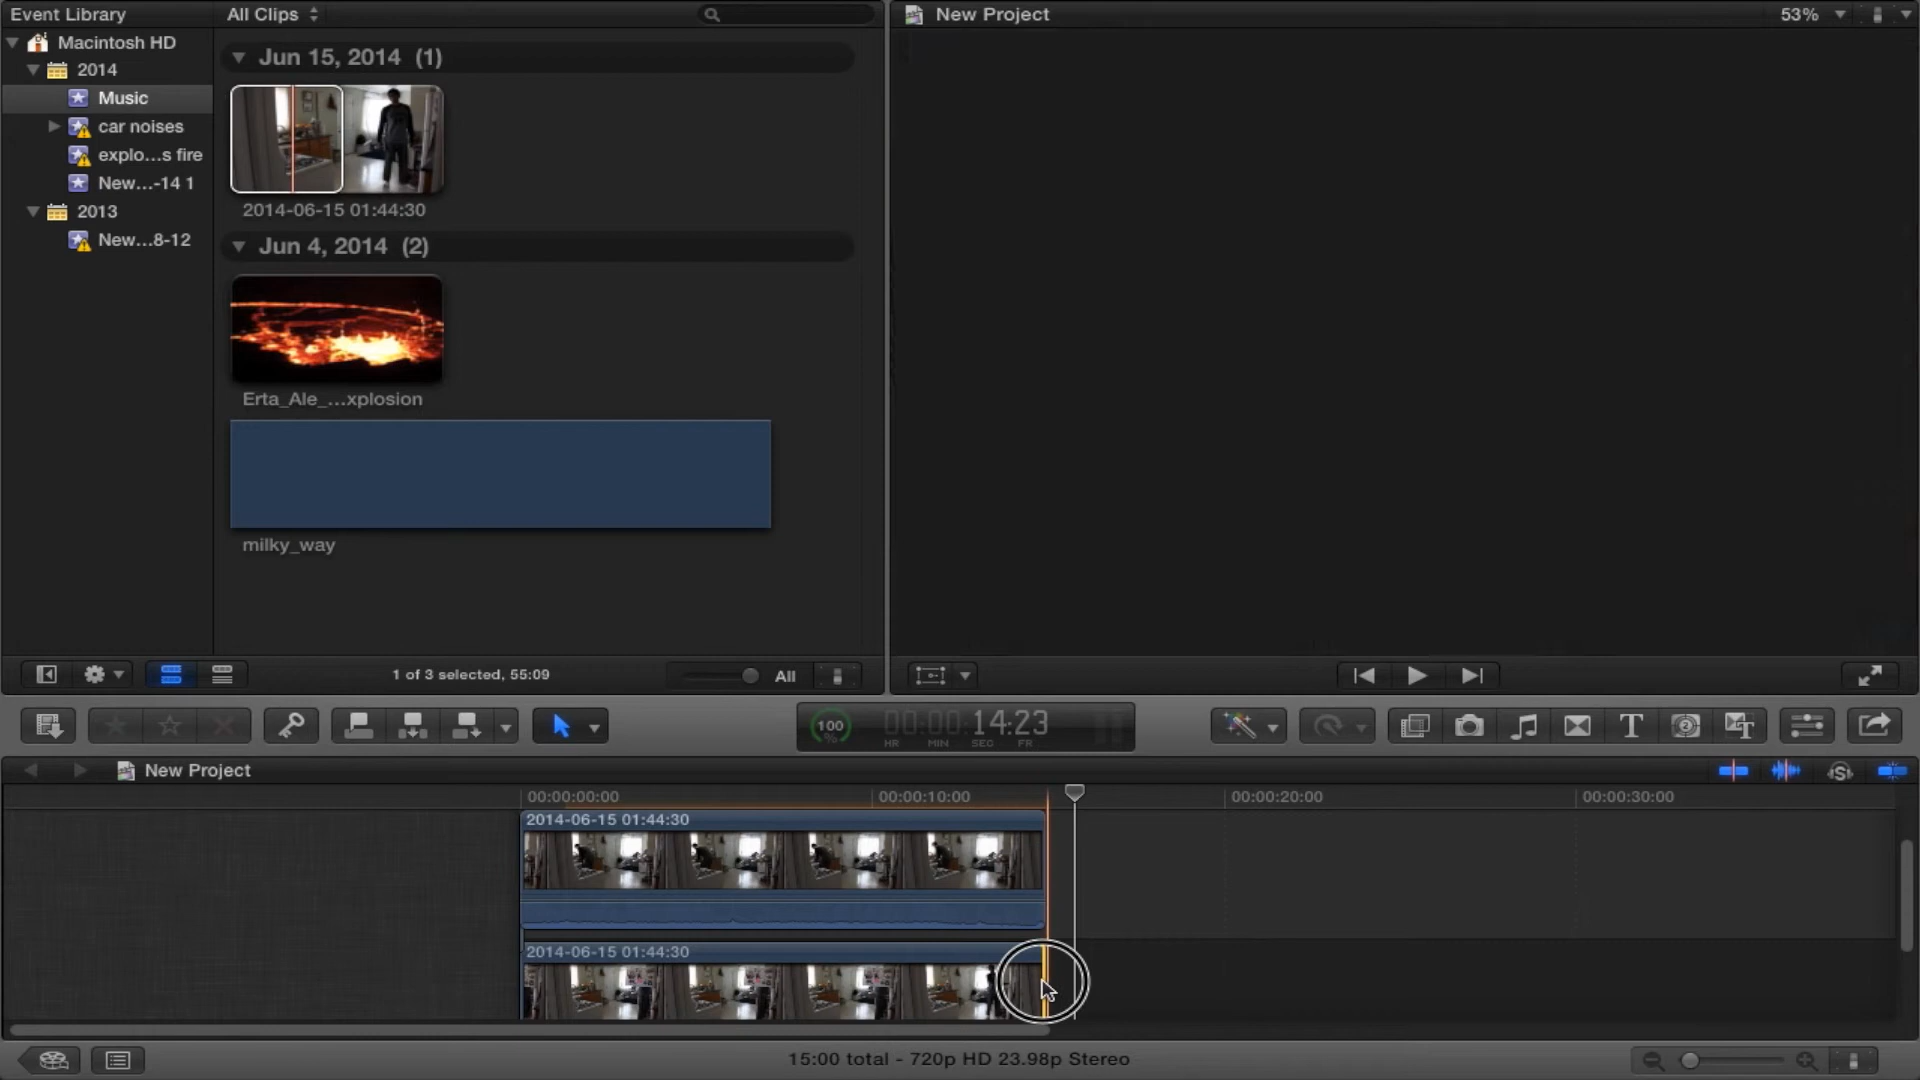 Event Library
All Clips
New Project
53%
Macintosh HD
2014
Music
car noises
explo...s fire
New...-14 1
2013
New...8-12
Jun 15, 2014 (1)
2014-06-15 01:44:30
Jun 4, 2014 (2)
Erta_Ale_...xplosion
milky_way
1 of 3 selected, 55:09
All
100
%
00:00:14:23
HR MIN SEC FR
T
2
T
New Project
S
00:00:00:00
00:00:10:00
00:00:20:00
00:00:30:00
2014-06-15 01:44:30
2014-06-15 01:44:30
15:00 total - 720p HD 23.98p Stereo